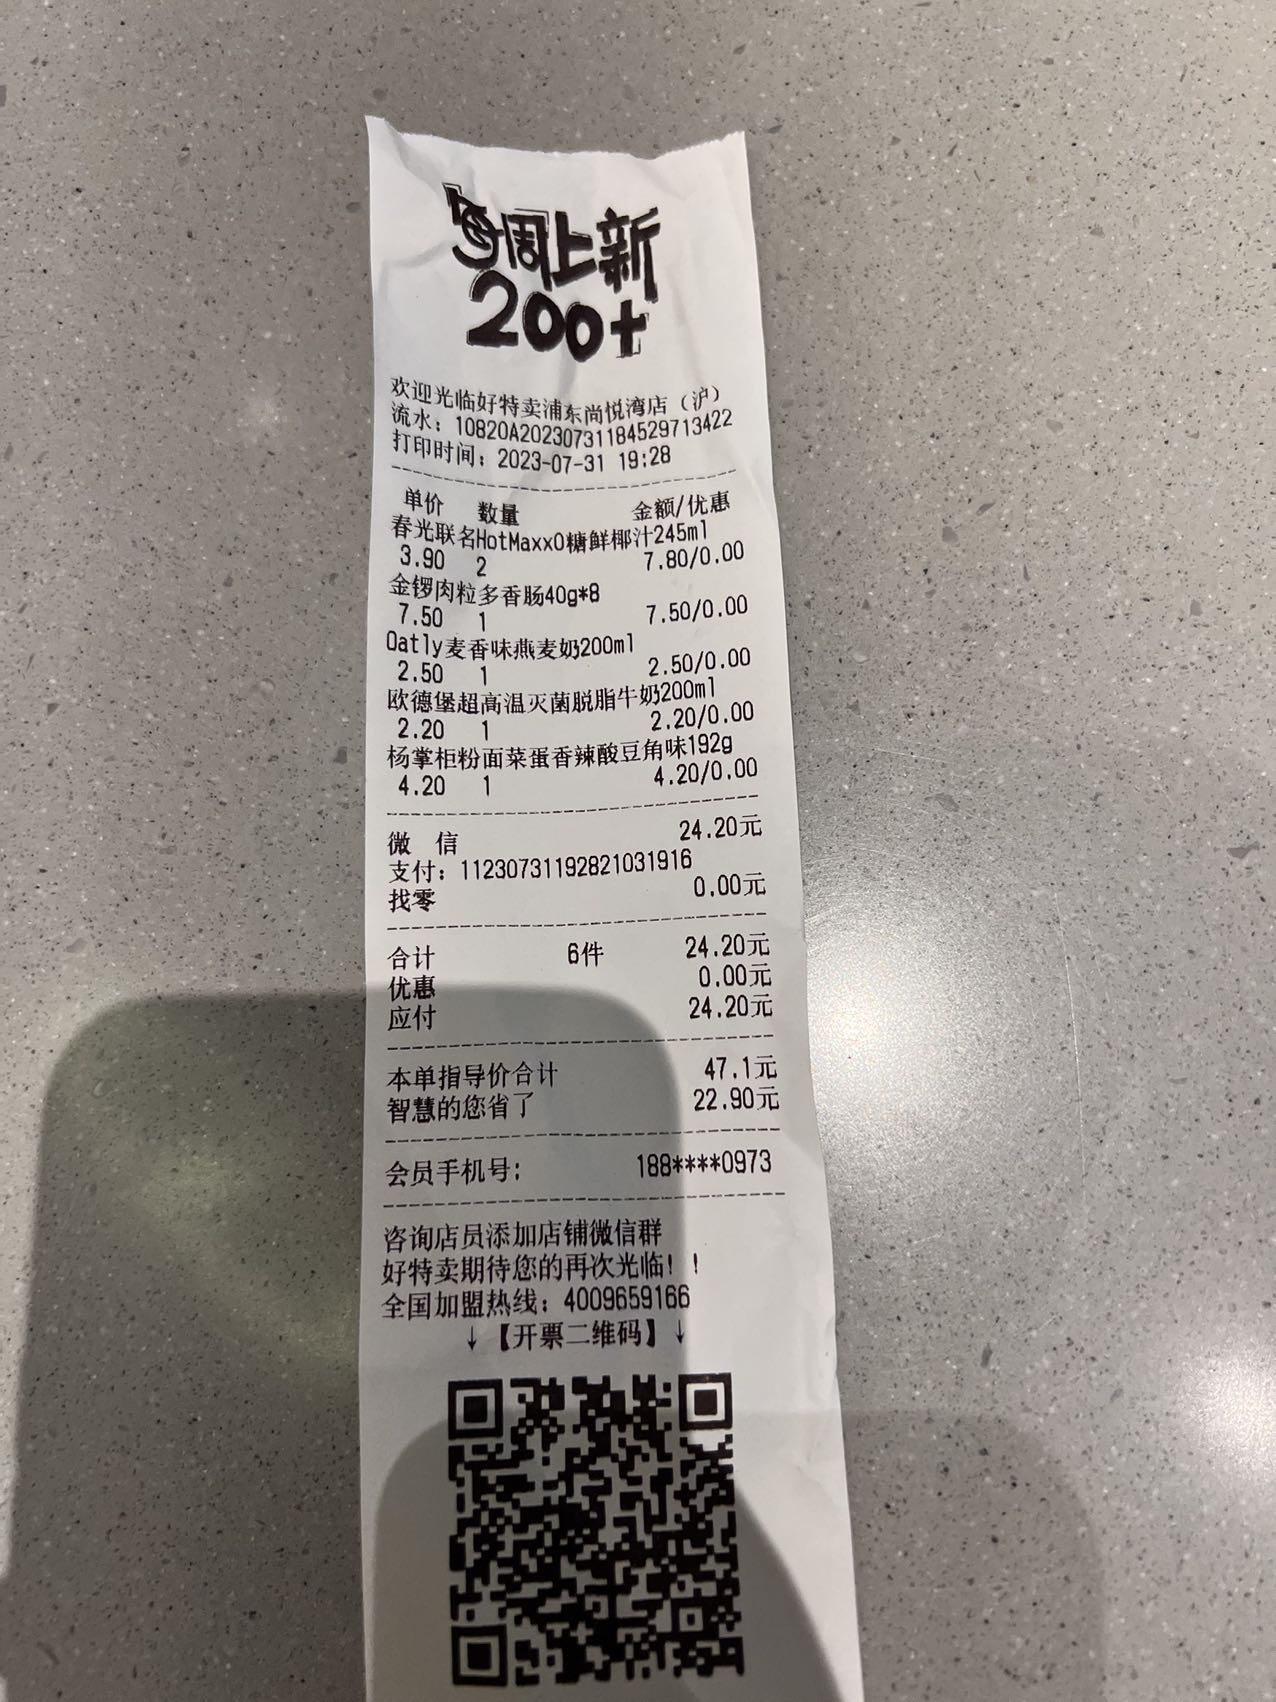 每周上新
200+
欢迎光临好特卖浦东尚悦湾店（沪）
流水：10820A20230731184529713422
打印时间：2023-07-31 19:28
单价 数量 金额/优惠
春光联名HotMaxx0糖鲜椰汁245ml
3.90 2 7.80/0.00
金锣肉粒多香肠40g*8
7.50 1 7.50/0.00
Oatly麦香味燕麦奶200ml
2.50 1 2.50/0.00
欧德堡超高温灭菌脱脂牛奶200ml
2.20 1 2.20/0.00
杨掌柜粉面菜蛋香辣酸豆角味192g
4.20 1 4.20/0.00
微 信 24.20元
支付：11230731192821031916
找零 0.00元
合计 6件 24.20元
优惠 0.00元
应付 24.20元
本单指导价合计 47.1元
智慧的您省了 22.90元
会员手机号： 188****0973
咨询店员添加店铺微信群
好特卖期待您的再次光临！！
全国加盟热线：4009659166
↓【开票二维码】↓